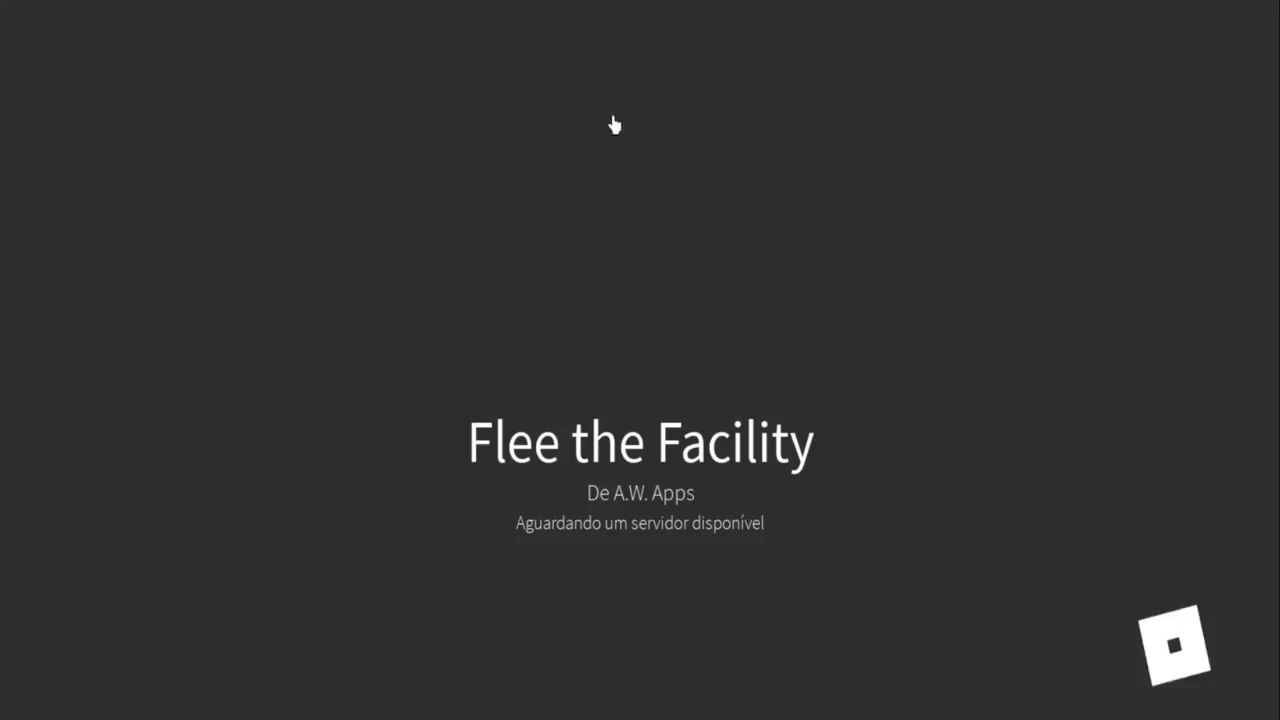 Flee the Facility
De A.W. Apps
Aguardando um servidor disponível